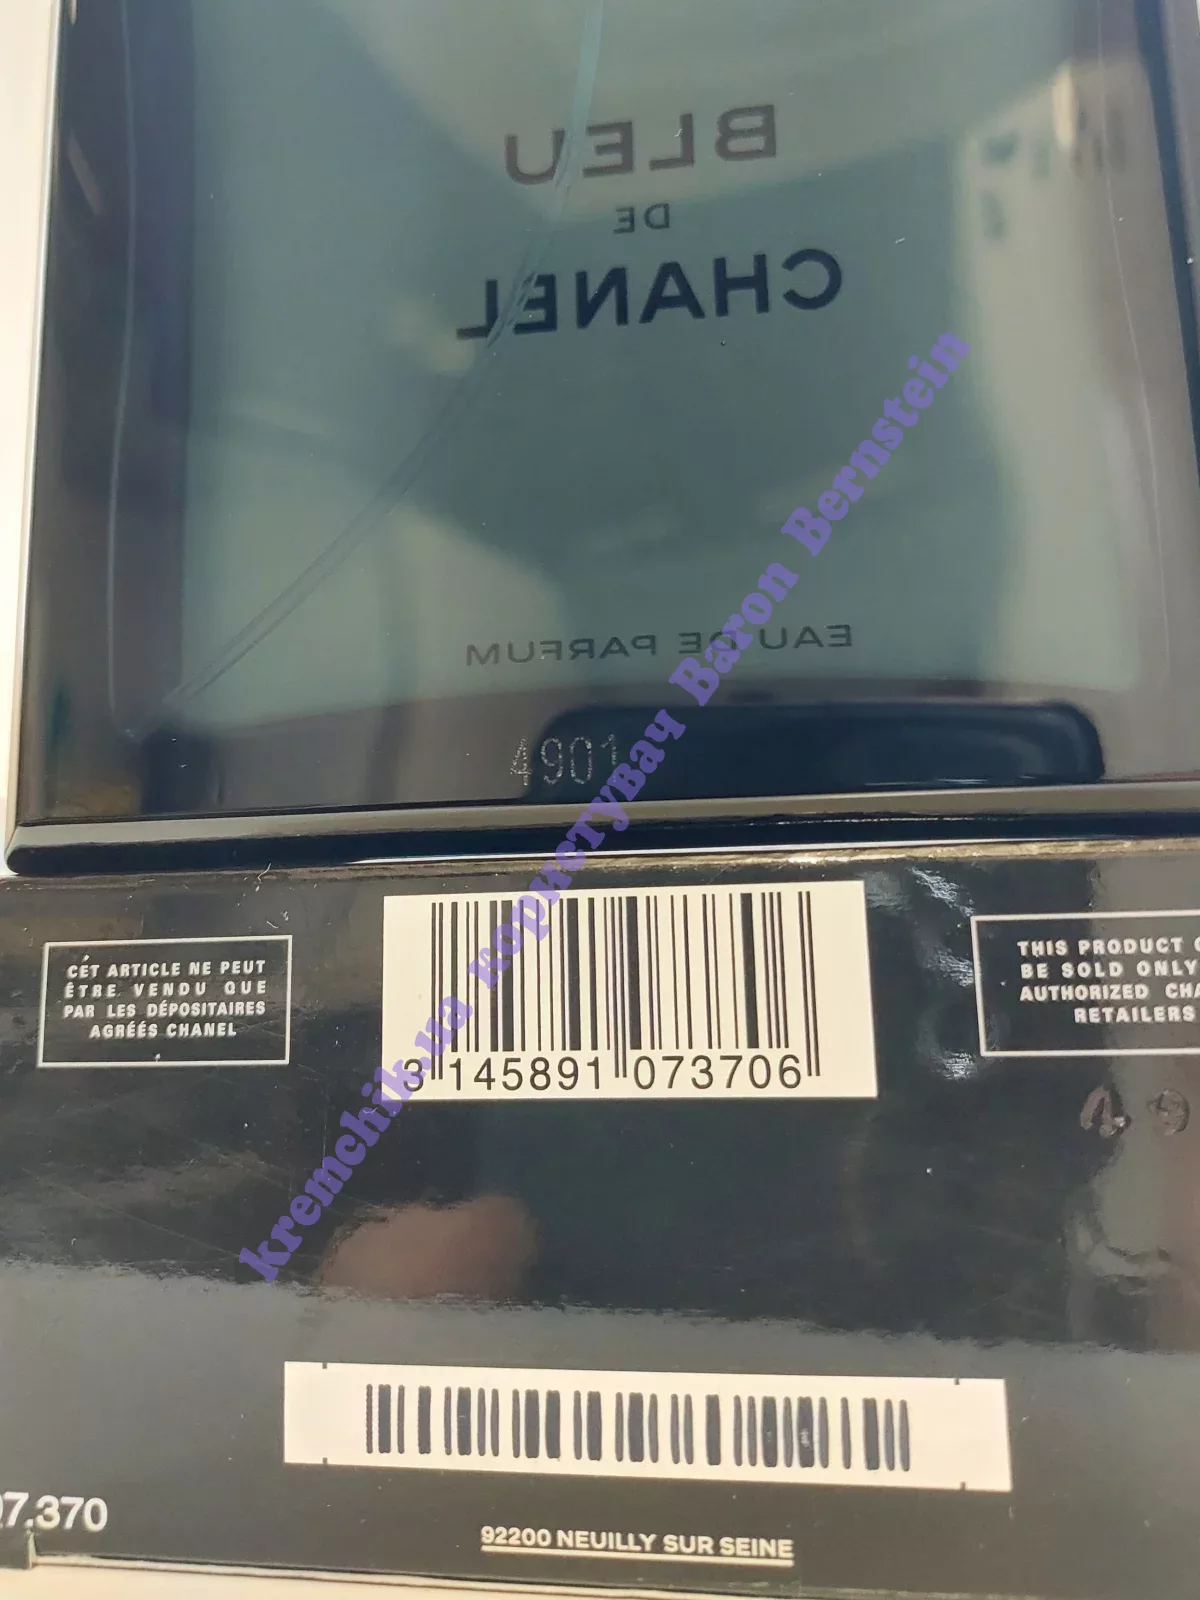 BLEU
DE
CHANEL
EAU DE PARFUM
4901
CET ARTICLE NE PEUT
ÊTRE VENDU QUE
PAR LES DÉPOSITAIRES
AGRÉÉS CHANEL
3 145891 073706
THIS PRODUCT
BE SOLD ONLY
AUTHORIZED CHA
RETAILERS
49
7.370
92200 NEUILLY SUR SEINE
kremchik.ua користувач Baron Bernstein